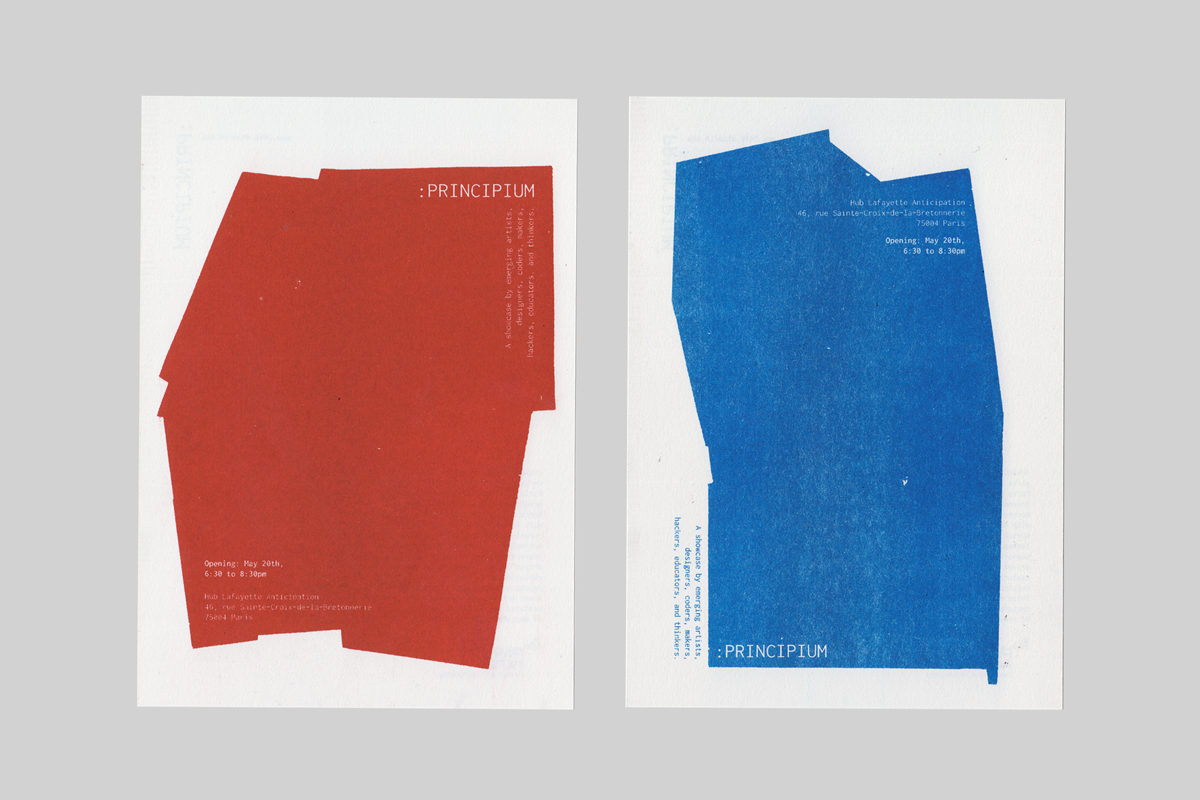 :PRINCIPIUM
A showcase by emerging artists,
designers, coders, makers,
hackers, educators, and thinkers.
Opening: May 20th,
6:30 to 8:30pm
Hub Lafayette Anticipation
46, rue Sainte-Croix-de-la-Bretonnerie
75004 Paris
Hub Lafayette Anticipation
46, rue Sainte-Croix-de-la-Bretonnerie
75004 Paris
Opening: May 20th,
6:30 to 8:30pm
A showcase by emerging artists,
designers, coders, makers,
hackers, educators, and thinkers.
:PRINCIPIUM